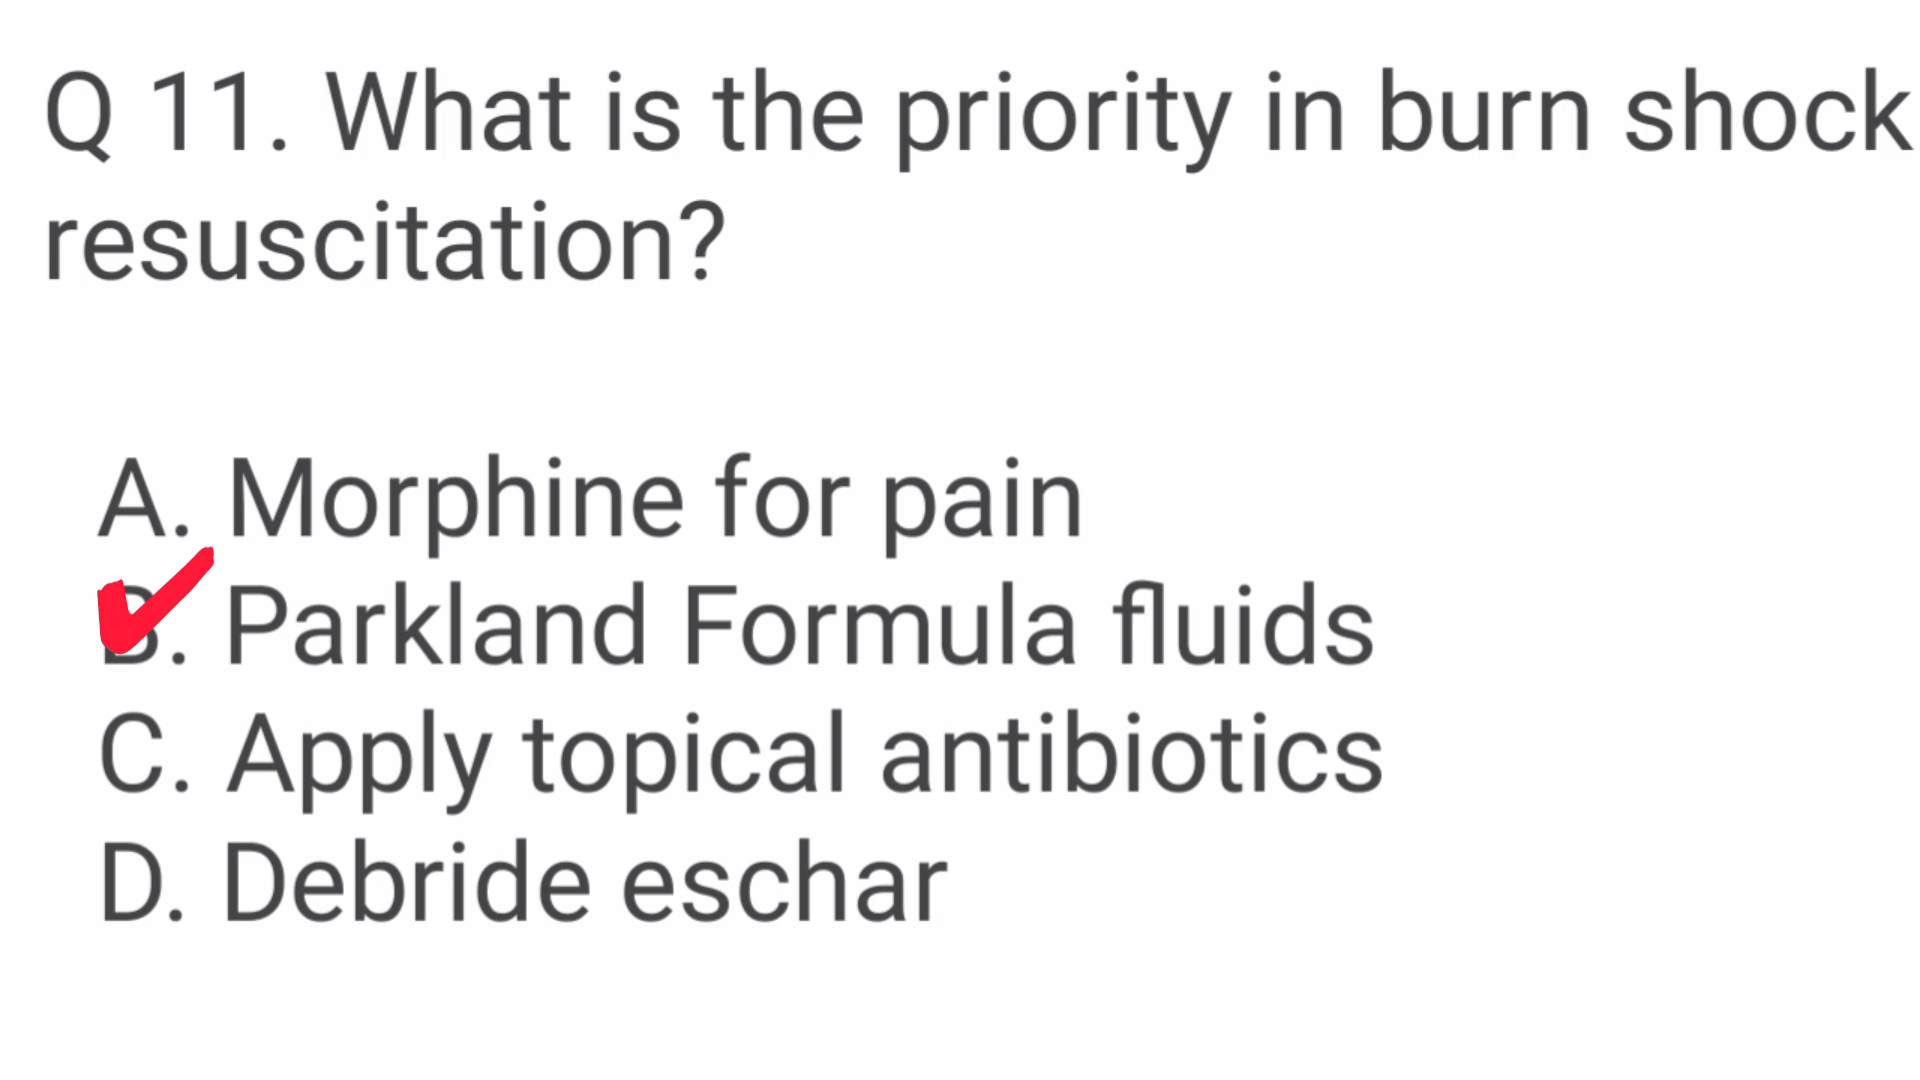 Q 11. What is the priority in burn shock
resuscitation?
A. Morphine for pain
B. Parkland Formula fluids
C. Apply topical antibiotics
D. Debride eschar